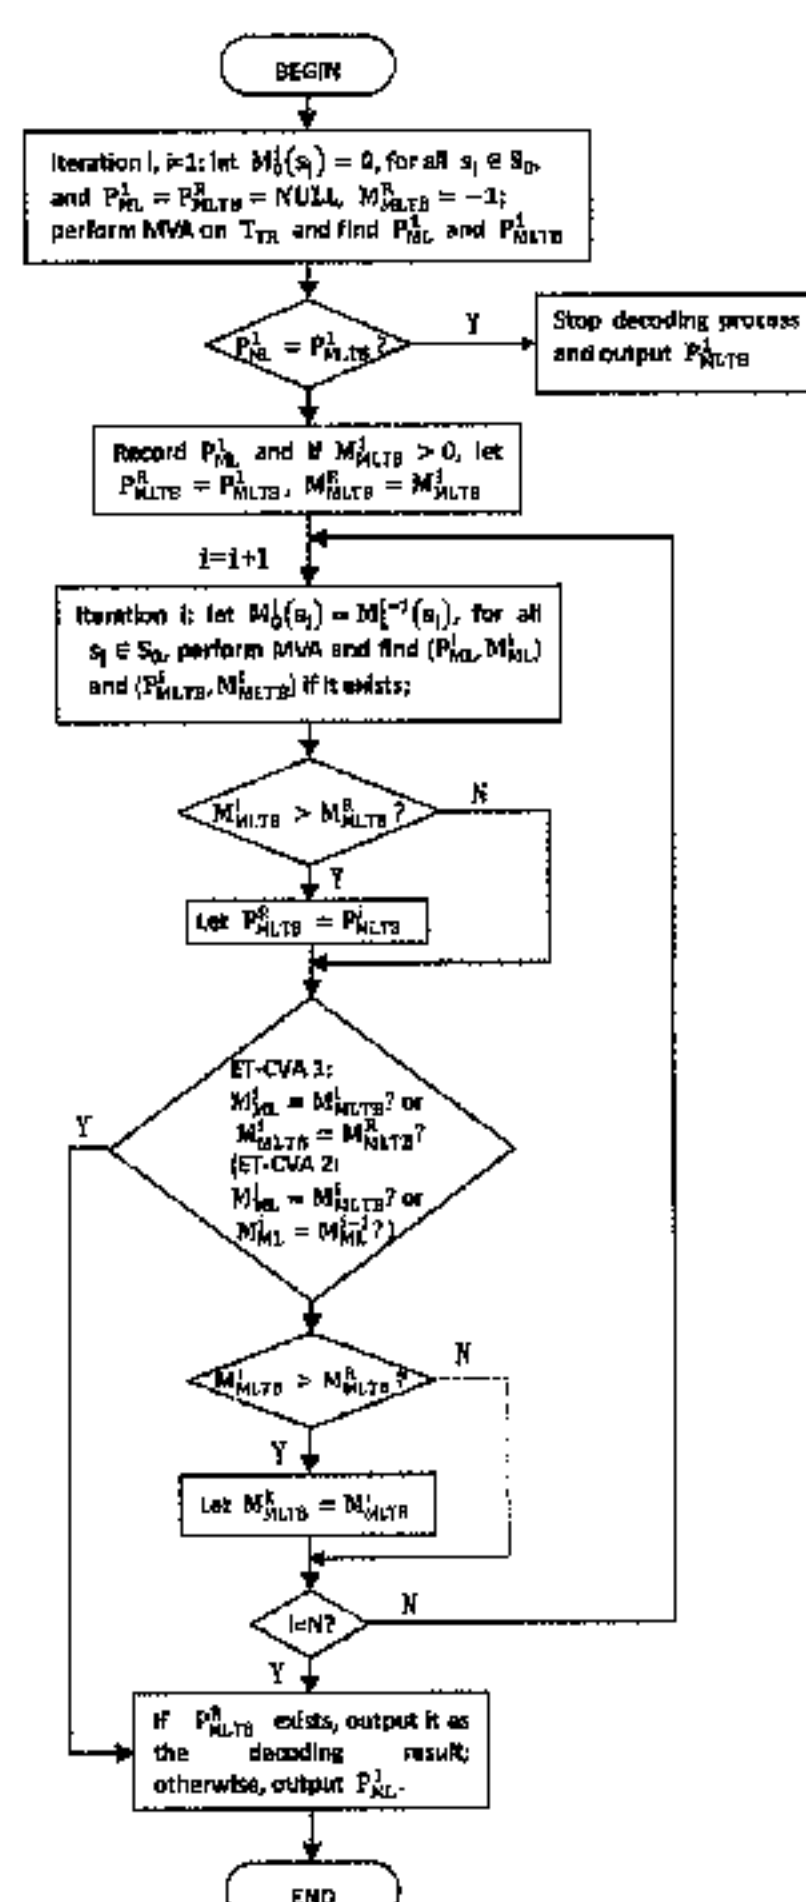 BEGIN
Iteration i, i=1: let M_0^i(s_j) = 0, for all s_j ∈ S_0,
and P_ML^1 = P_MLTB^R = NULL, M_MLTB^R = −1;
perform MVA on T_TR and find P_ML^1 and P_MLTB^1
P_ML^1 = P_MLTB^1?
Y
Stop decoding process
and output P_MLTB^1
Record P_ML^1 and if M_MLTB^1 > 0, let
P_MLTB^R = P_MLTB^1, M_MLTB^R = M_MLTB^1
i=i+1
Iteration i: let M_0^i(s_j) = M_L^{i−1}(s_j), for all
s_j ∈ S_0, perform MVA and find (P_ML^i, M_ML^i)
and (P_MLTB^i, M_MLTB^i) if it exists;
M_MLTB^i > M_MLTB^R?
N
Y
Let P_MLTB^R = P_MLTB^i
ET-CVA 1:
M_ML^i = M_MLTB^i? or
M_MLTB^i = M_MLTB^R?
(ET-CVA 2:
M_ML^i = M_MLTB^i? or
M_ML^i = M_ML^{i−1}?)
Y
M_MLTB^i > M_MLTB^R?
N
Y
Let M_MLTB^R = M_MLTB^i
i=N?
N
Y
If P_MLTB^R exists, output it as
the decoding result;
otherwise, output P_ML^1.
END